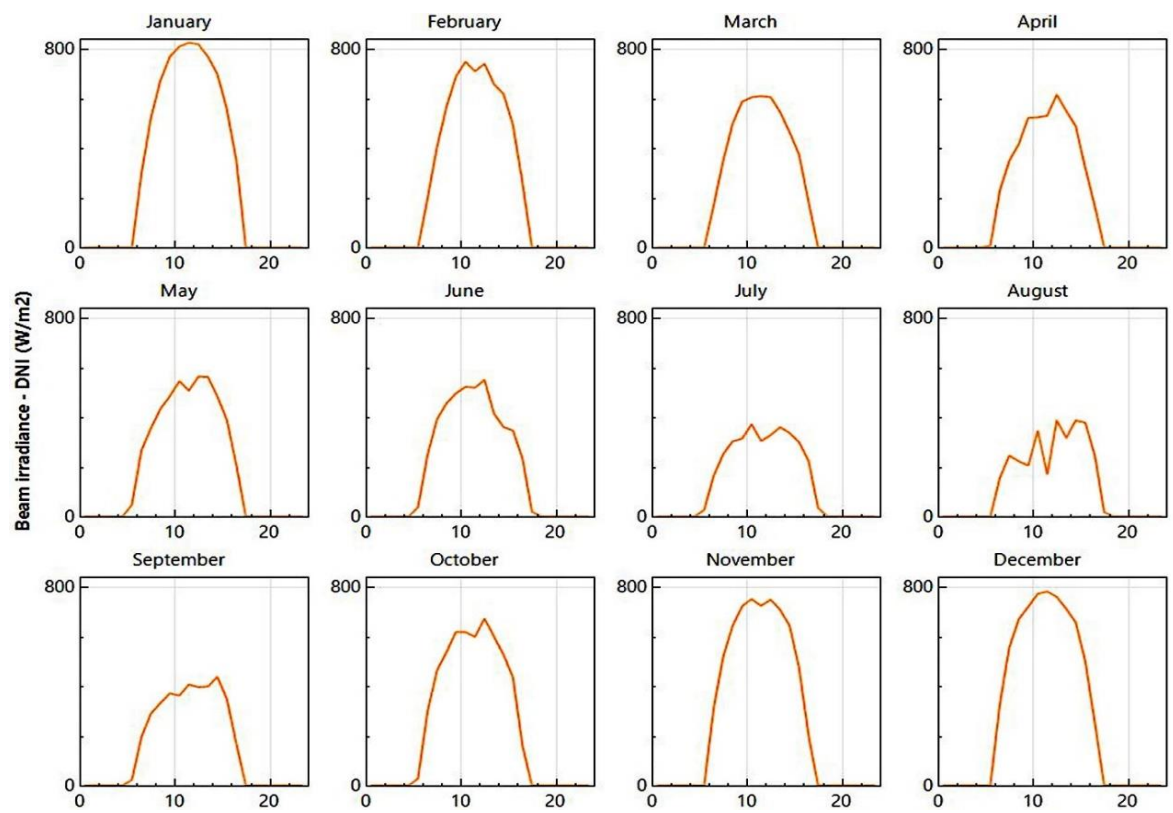 January February March April
800 800 800 800
0 0 0 0
0 10 20 0 10 20 0 10 20 0 10 20
May June July August
800 800 800 800
0 0 0 0
0 10 20 0 10 20 0 10 20 0 10 20
Beam irradiance - DNI (W/m2)
September October November December
800 800 800 800
0 0 0 0
0 10 20 0 10 20 0 10 20 0 10 20